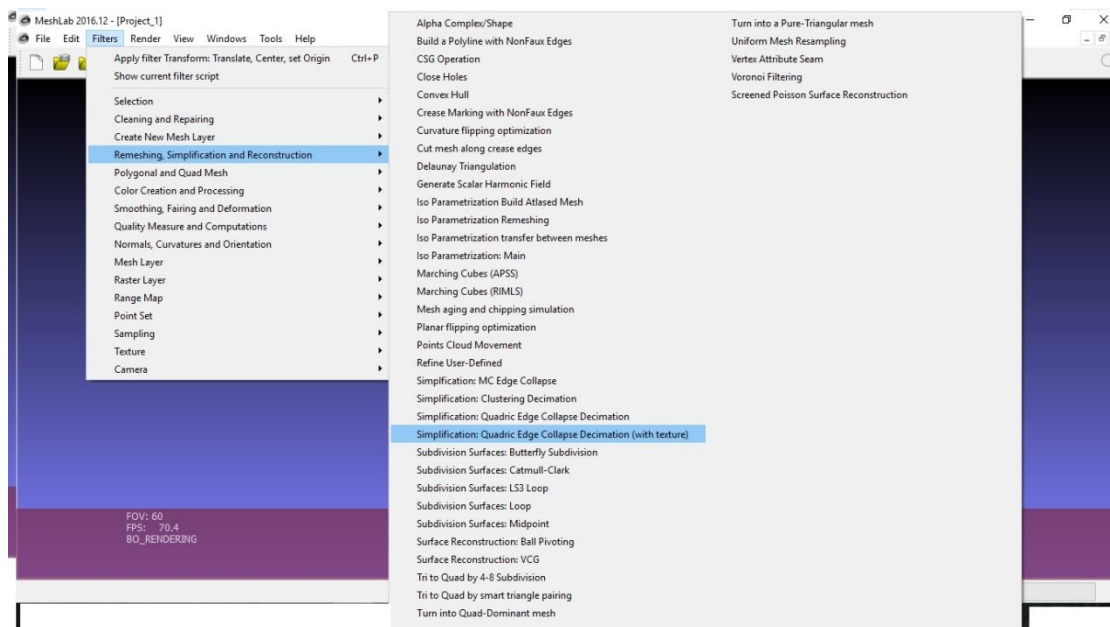 MeshLab 2016.12 - [Project_1]
File Edit Filters Render View Windows Tools Help
Apply filter Transform: Translate, Center, set Origin Ctrl+P
Show current filter script
Selection
Cleaning and Repairing
Create New Mesh Layer
Remeshing, Simplification and Reconstruction
Polygonal and Quad Mesh
Color Creation and Processing
Smoothing, Fairing and Deformation
Quality Measure and Computations
Normals, Curvatures and Orientation
Mesh Layer
Raster Layer
Range Map
Point Set
Sampling
Texture
Camera
FOV: 60
FPS: 70.4
BO_RENDERING
Alpha Complex/Shape
Build a Polyline with NonFaux Edges
CSG Operation
Close Holes
Convex Hull
Crease Marking with NonFaux Edges
Curvature flipping optimization
Cut mesh along crease edges
Delaunay Triangulation
Generate Scalar Harmonic Field
Iso Parametrization Build Atlased Mesh
Iso Parametrization Remeshing
Iso Parametrization transfer between meshes
Iso Parametrization: Main
Marching Cubes (APSS)
Marching Cubes (RIMLS)
Mesh aging and chipping simulation
Planar flipping optimization
Points Cloud Movement
Refine User-Defined
Simplfication: MC Edge Collapse
Simplification: Clustering Decimation
Simplification: Quadric Edge Collapse Decimation
Simplification: Quadric Edge Collapse Decimation (with texture)
Subdivision Surfaces: Butterfly Subdivision
Subdivision Surfaces: Catmull-Clark
Subdivision Surfaces: LS3 Loop
Subdivision Surfaces: Loop
Subdivision Surfaces: Midpoint
Surface Reconstruction: Ball Pivoting
Surface Reconstruction: VCG
Tri to Quad by 4-8 Subdivision
Tri to Quad by smart triangle pairing
Turn into Quad-Dominant mesh
Turn into a Pure-Triangular mesh
Uniform Mesh Resampling
Vertex Attribute Seam
Voronoi Filtering
Screened Poisson Surface Reconstruction